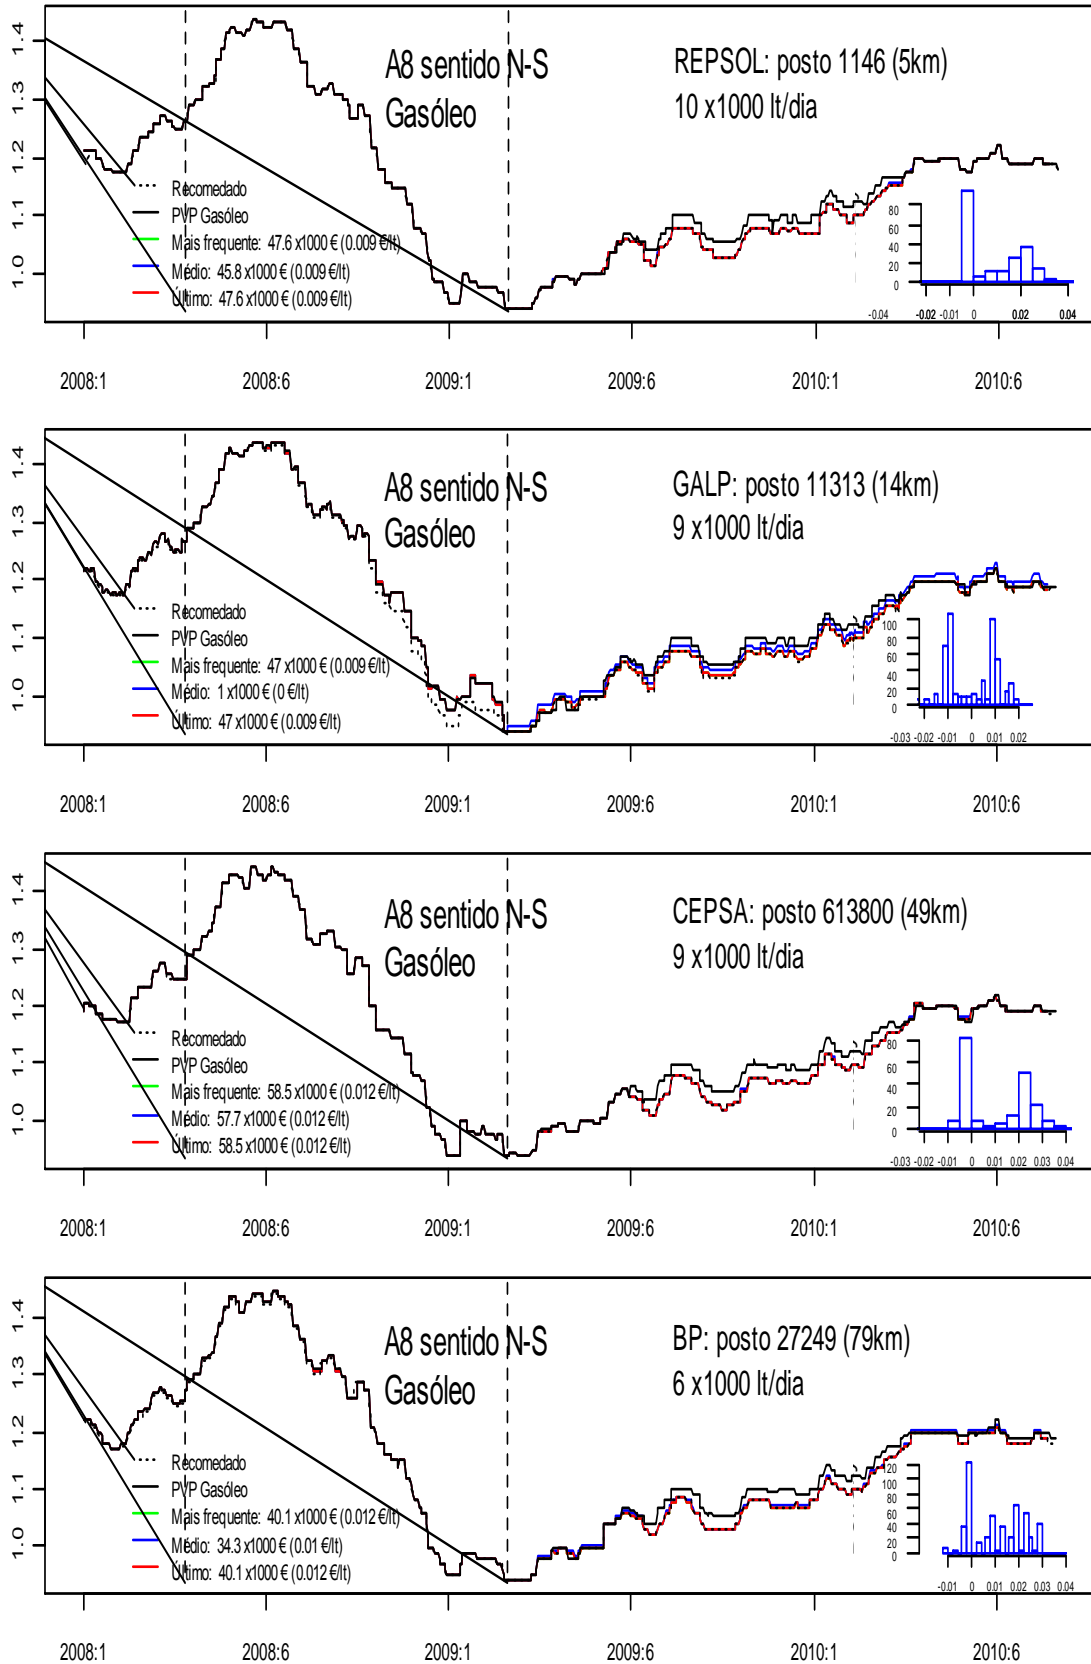 1.0 1.1 1.2 1.3 1.4
A8 sentido N-S
Gasóleo
REPSOL: posto 1146 (5km)
10 x1000 lt/dia
Recomedado
PVP Gasóleo
Mais frequente: 47.6 x1000 € (0.009 €/lt)
Médio: 45.8 x1000 € (0.009 €/lt)
Último: 47.6 x1000 € (0.009 €/lt)
80
60
40
20
0
-0.04 -0.02 -0.01 0 0.02 0.04
2008:1 2008:6 2009:1 2009:6 2010:1 2010:6
1.0 1.1 1.2 1.3 1.4
A8 sentido N-S
Gasóleo
GALP: posto 11313 (14km)
9 x1000 lt/dia
Recomedado
PVP Gasóleo
Mais frequente: 47 x1000 € (0.009 €/lt)
Médio: 1 x1000 € (0 €/lt)
Último: 47 x1000 € (0.009 €/lt)
100
80
60
40
20
0
-0.03 -0.02 -0.01 0 0.01 0.02
2008:1 2008:6 2009:1 2009:6 2010:1 2010:6
1.0 1.1 1.2 1.3 1.4
A8 sentido N-S
Gasóleo
CEPSA: posto 613800 (49km)
9 x1000 lt/dia
Recomedado
PVP Gasóleo
Mais frequente: 58.5 x1000 € (0.012 €/lt)
Médio: 57.7 x1000 € (0.012 €/lt)
Último: 58.5 x1000 € (0.012 €/lt)
80
60
40
20
0
-0.03 -0.02 -0.01 0 0.01 0.02 0.03 0.04
2008:1 2008:6 2009:1 2009:6 2010:1 2010:6
1.0 1.1 1.2 1.3 1.4
A8 sentido N-S
Gasóleo
BP: posto 27249 (79km)
6 x1000 lt/dia
Recomedado
PVP Gasóleo
Mais frequente: 40.1 x1000 € (0.012 €/lt)
Médio: 34.3 x1000 € (0.01 €/lt)
Último: 40.1 x1000 € (0.012 €/lt)
120
100
80
60
40
20
0
-0.01 0 0.01 0.02 0.03 0.04
2008:1 2008:6 2009:1 2009:6 2010:1 2010:6